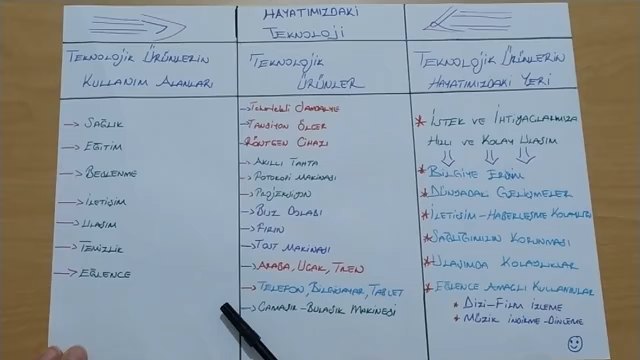 HAYATIMIZDAKİ
TEKNOLOJİ
TEKNOLOJİK ÜRÜNLERİN
KULLANIM ALANLARI
→ SAĞLIK
→ EĞİTİM
→ BESLENME
→ İLETİŞİM
→ ULAŞIM
→ TEMİZLİK
→ EĞLENCE
TEKNOLOJİK
ÜRÜNLER
→ TEKERLEKLİ SANDALYE
→ TANSİYON ÖLÇER
RÖNTGEN CİHAZI
→ AKILLI TAHTA
→ FOTOKOPİ MAKİNASI
→ PROJEKSİYON
→ BUZ DOLABI
→ FIRIN
→ TOST MAKİNASI
→ ARABA, UÇAK, TREN
→ TELEFON, BİLGİSAYAR, TABLET
→ ÇAMAŞIR-BULAŞIK MAKİNESİ
TEKNOLOJİK ÜRÜNLERİN
HAYATIMIZDAKİ YERİ
* İSTEK VE İHTİYAÇLARIMIZA
HIZLI VE KOLAY ULAŞIM
* BİLGİYE ERİŞİM
* DÜNYADAKİ GELİŞMELER
* İLETİŞİM-HABERLEŞME KOLAYLIĞI
* SAĞLIĞIMIZIN KORUNMASI
* ULAŞIMDA KOLAYLIKLAR
* EĞLENCE AMAÇLI KULLANIMLAR
* DİZİ-FİLM İZLEME
* MÜZİK İNDİRME-DİNLEME